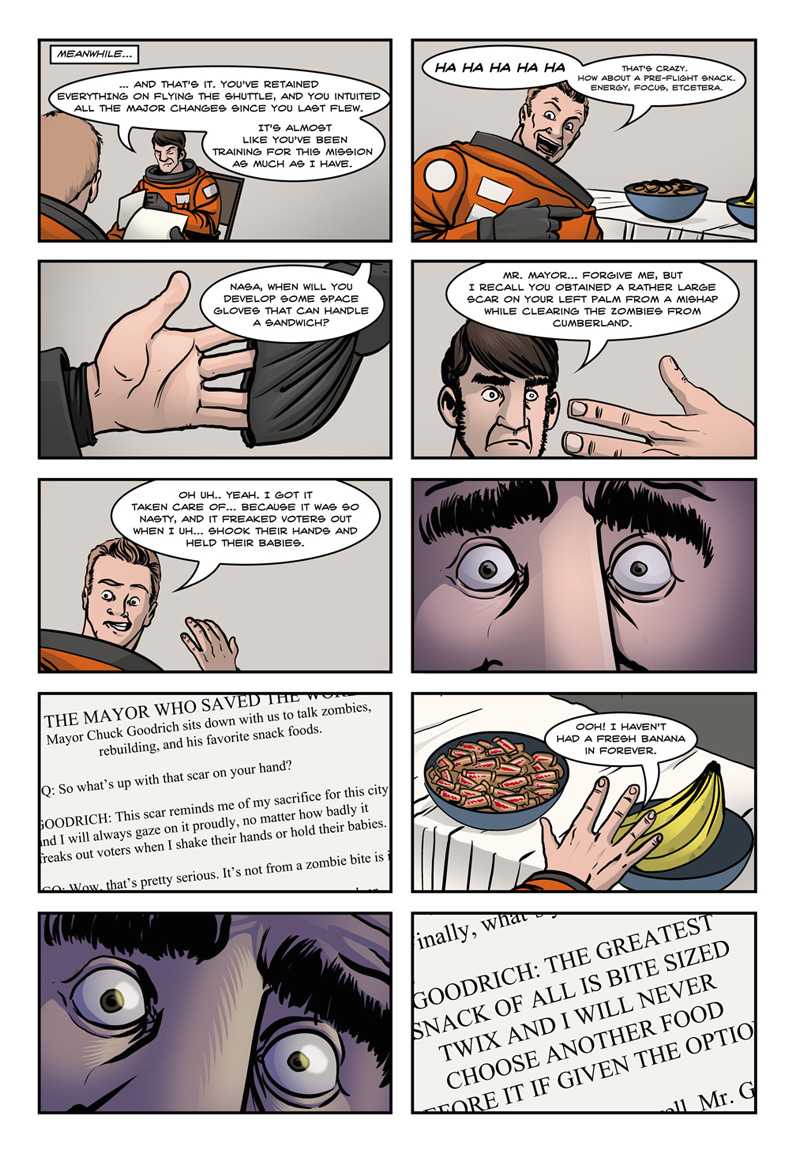 MEANWHILE...
... AND THAT'S IT. YOU'VE RETAINED
EVERYTHING ON FLYING THE SHUTTLE, AND YOU INTUITED
ALL THE MAJOR CHANGES SINCE YOU LAST FLEW.
IT'S ALMOST
LIKE YOU'VE BEEN
TRAINING FOR THIS MISSION
AS MUCH AS I HAVE.
HA HA HA HA HA
THAT'S CRAZY.
HOW ABOUT A PRE-FLIGHT SNACK.
ENERGY, FOCUS, ETCETERA.
NASA, WHEN WILL YOU
DEVELOP SOME SPACE
GLOVES THAT CAN HANDLE
A SANDWICH?
MR. MAYOR... FORGIVE ME, BUT
I RECALL YOU OBTAINED A RATHER LARGE
SCAR ON YOUR LEFT PALM FROM A MISHAP
WHILE CLEARING THE ZOMBIES FROM
CUMBERLAND.
OH UH.. YEAH. I GOT IT
TAKEN CARE OF... BECAUSE IT WAS SO
NASTY, AND IT FREAKED VOTERS OUT
WHEN I UH... SHOOK THEIR HANDS AND
HELD THEIR BABIES.
THE MAYOR WHO SAVED THE
Mayor Chuck Goodrich sits down with us to talk zombies,
rebuilding, and his favorite snack foods.
Q: So what's up with that scar on your hand?
GOODRICH: This scar reminds me of my sacrifice for this city
and I will always gaze on it proudly, no matter how badly it
freaks out voters when I shake their hands or hold their babies.
GQ: Wow, that's pretty serious. It's not from a zombie bite is
OOH! I HAVEN'T
HAD A FRESH BANANA
IN FOREVER.
inally, what's
GOODRICH: THE GREATEST
SNACK OF ALL IS BITE SIZED
TWIX AND I WILL NEVER
CHOOSE ANOTHER FOOD
EFORE IT IF GIVEN THE OPTIO
Mr. G